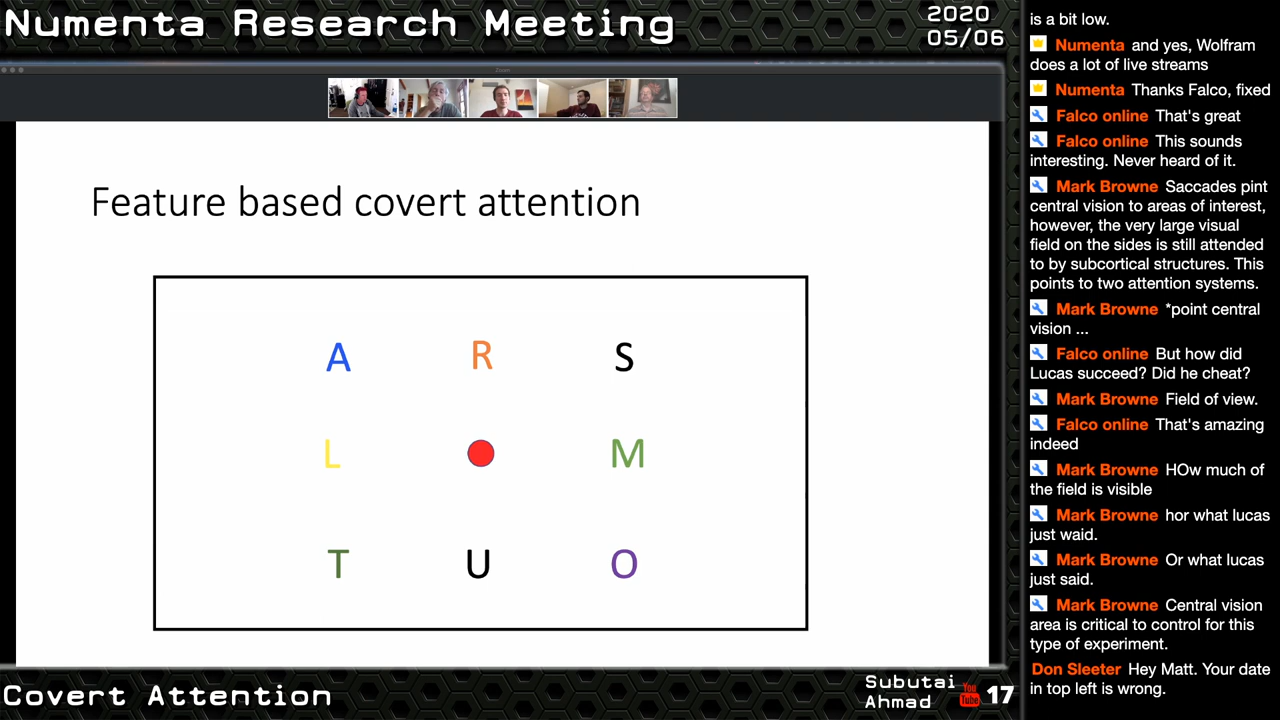 Numenta Research Meeting
2020
05/06
Feature based covert attention
A R S
L M
T U O
Covert Attention
Subutai
Ahmad
You
Tube
17
is a bit low.
Numenta and yes, Wolfram
does a lot of live streams
Numenta Thanks Falco, fixed
Falco online That's great
Falco online This sounds
interesting. Never heard of it.
Mark Browne Saccades pint
central vision to areas of interest,
however, the very large visual
field on the sides is still attended
to by subcortical structures. This
points to two attention systems.
Mark Browne *point central
vision ...
Falco online But how did
Lucas succeed? Did he cheat?
Mark Browne Field of view.
Falco online That's amazing
indeed
Mark Browne HOw much of
the field is visible
Mark Browne hor what lucas
just waid.
Mark Browne Or what lucas
just said.
Mark Browne Central vision
area is critical to control for this
type of experiment.
Don Sleeter Hey Matt. Your date
in top left is wrong.